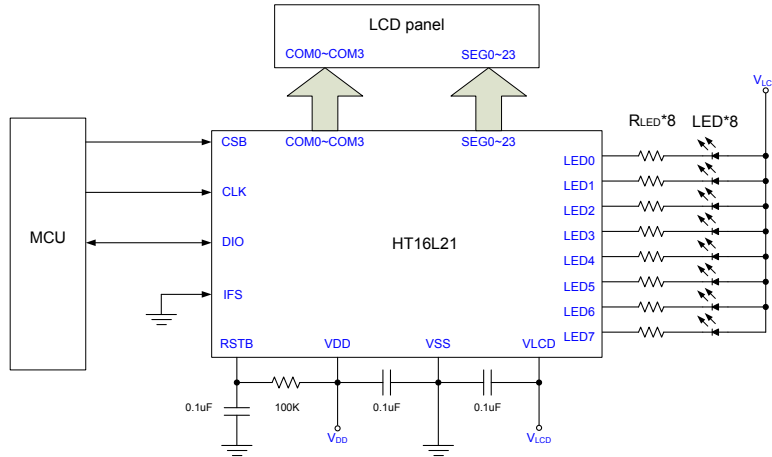 LCD panel
COM0~COM3 SEG0~23
VLC
RLED*8 LED*8
MCU
CSB COM0~COM3 SEG0~23
LED0
CLK
LED1
LED2
DIO HT16L21 LED3
LED4
LED5
IFS
LED6
LED7
RSTB VDD VSS VLCD
0.1uF 100K 0.1uF 0.1uF
VDD VLCD